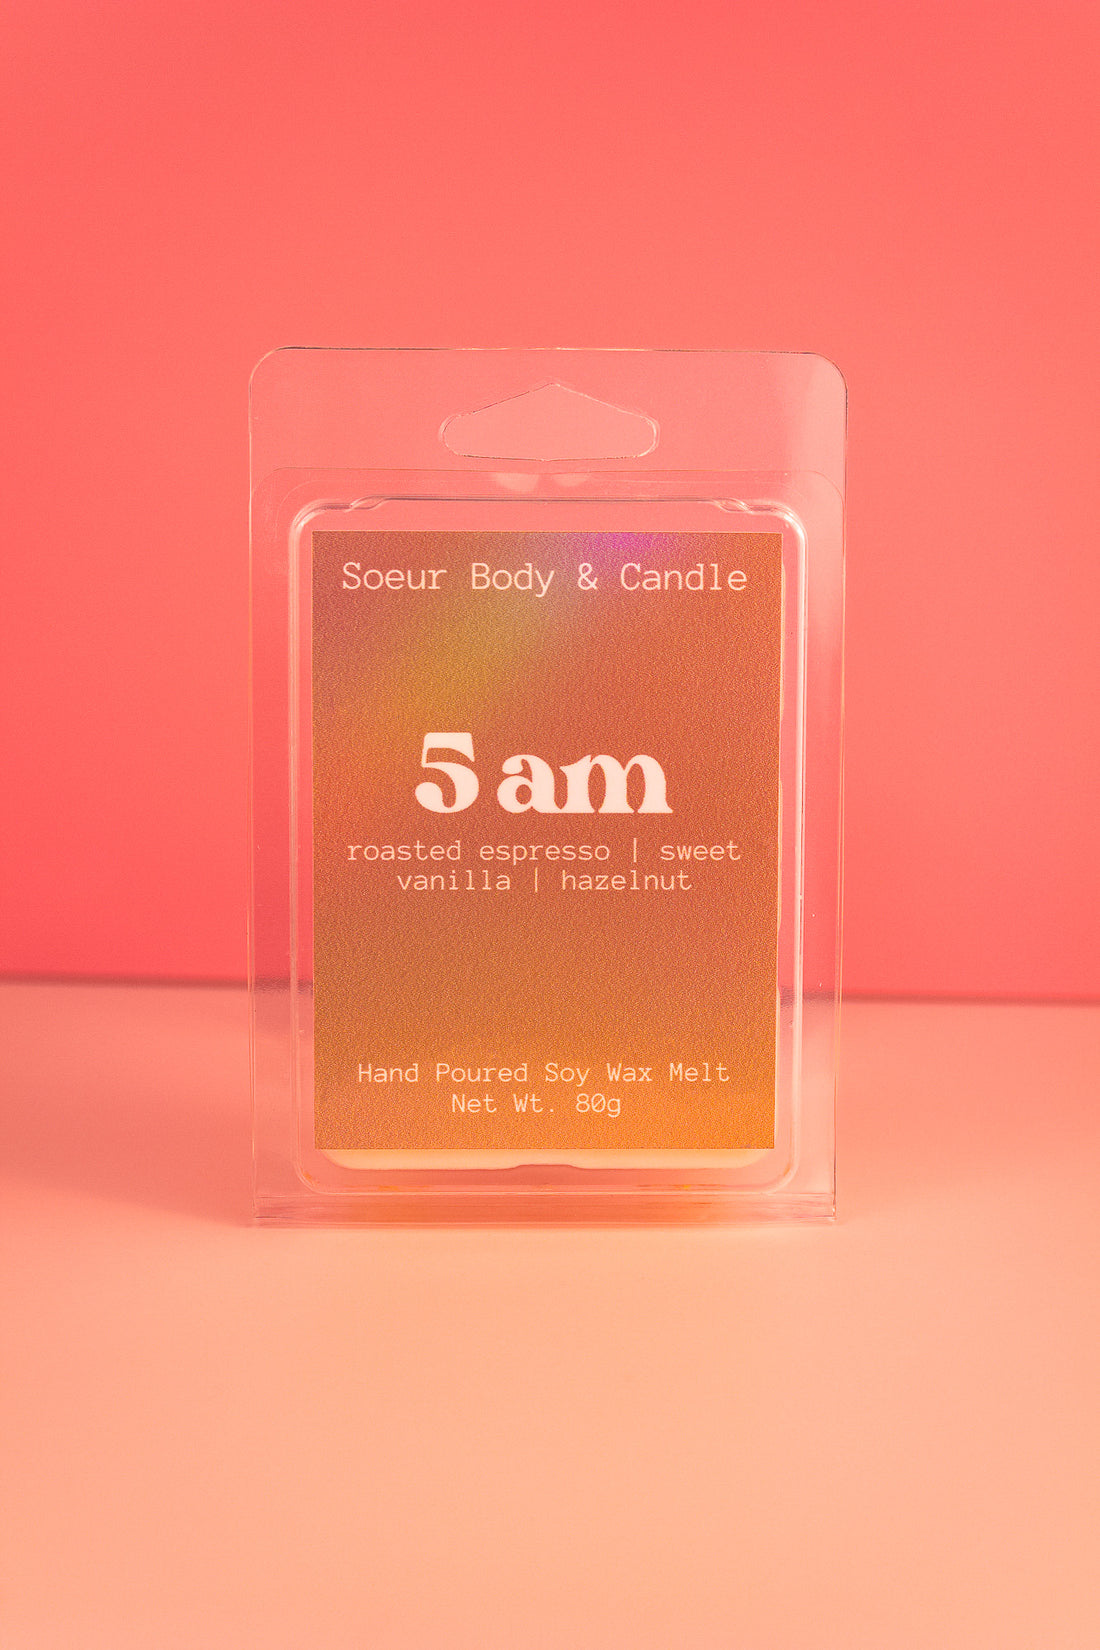 Soeur Body & Candle
5 am
roasted espresso | sweet
vanilla | hazelnut
Hand Poured Soy Wax Melt
Net Wt. 80g